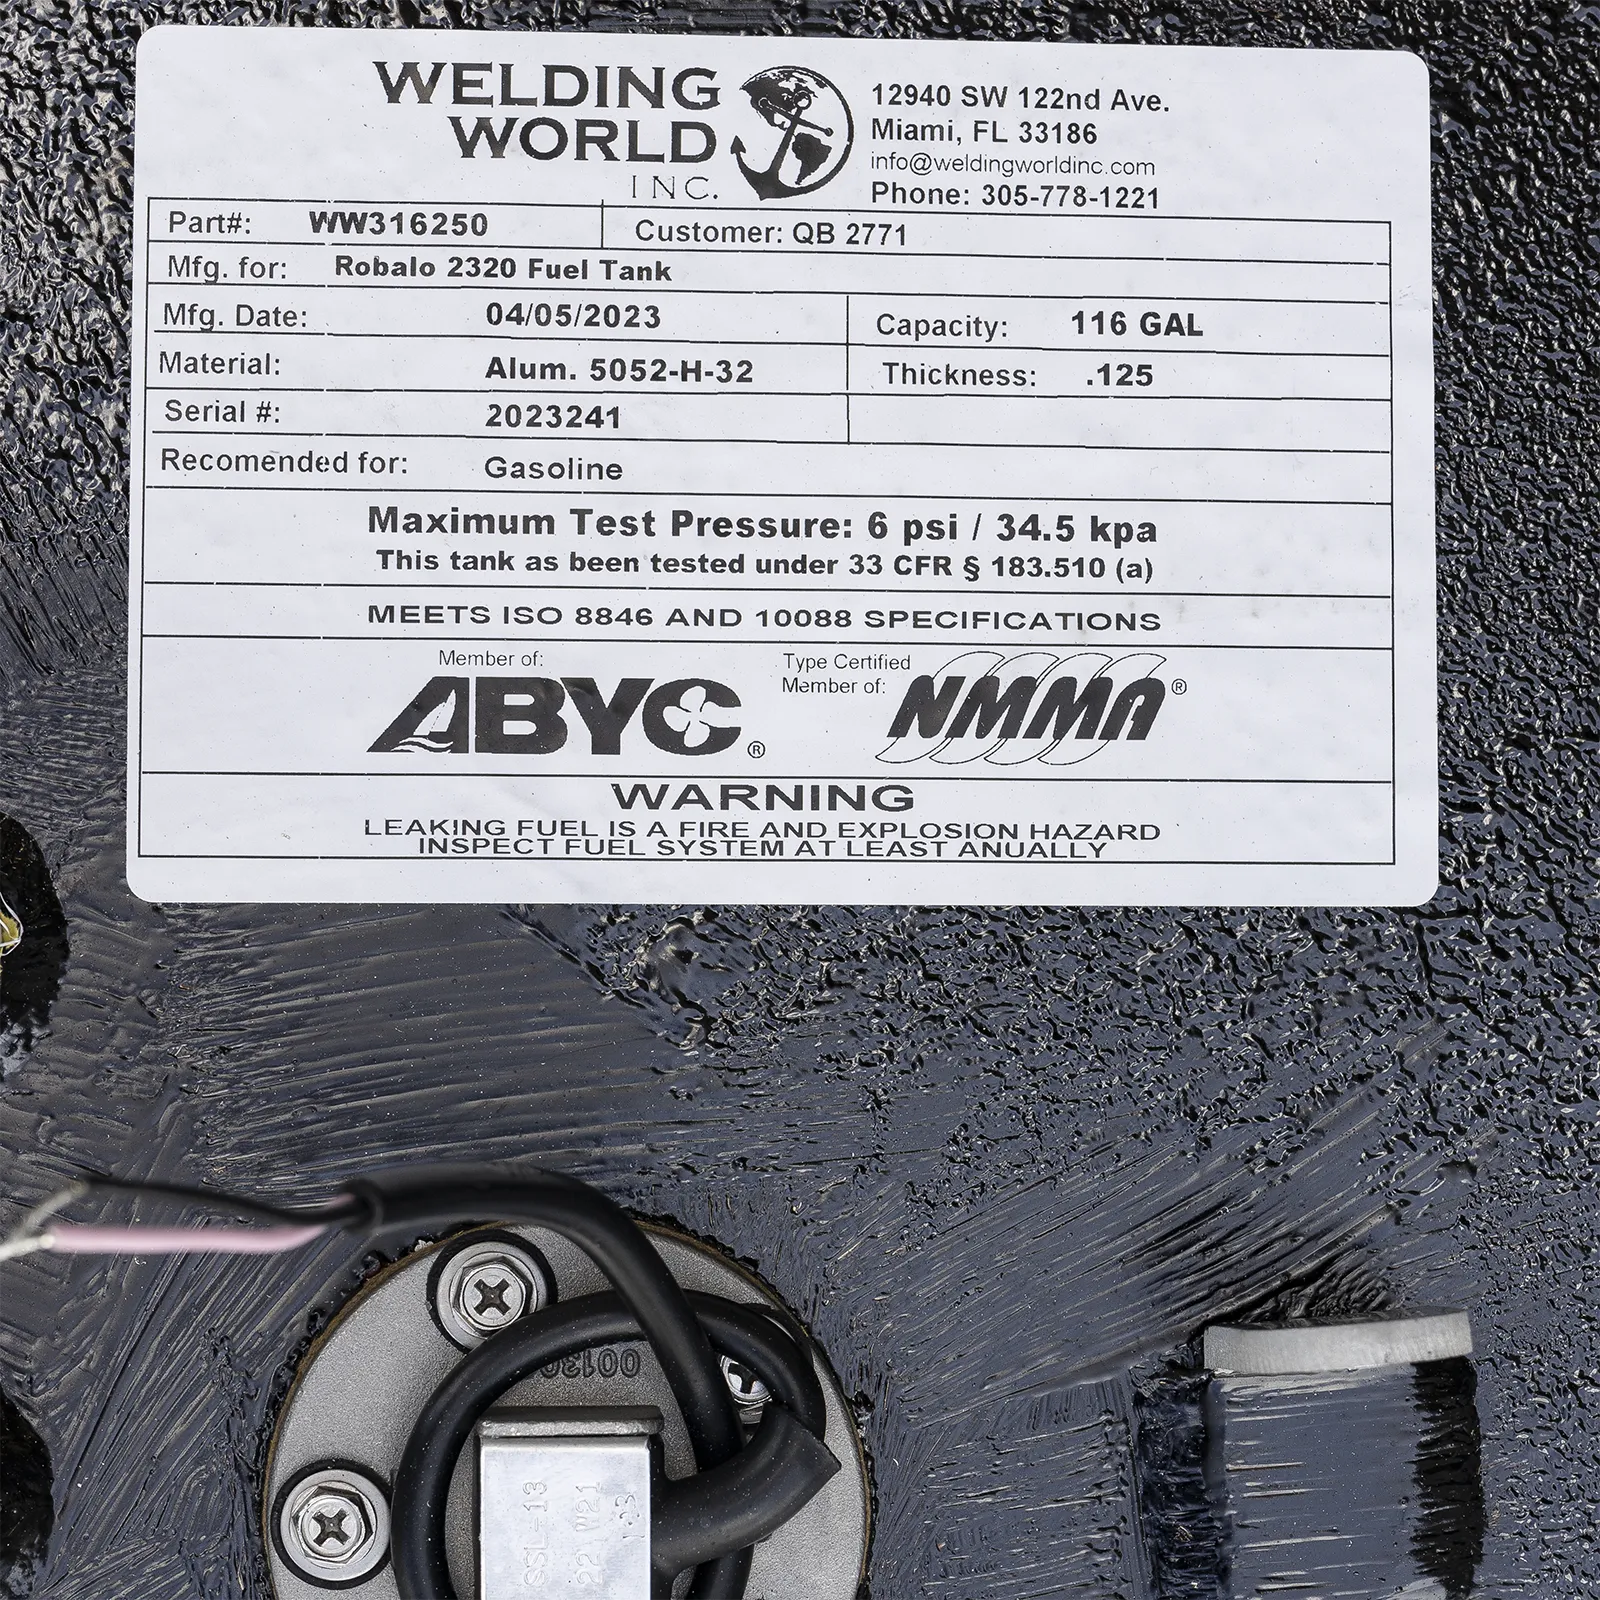 WELDING
WORLD
INC.
12940 SW 122nd Ave.
Miami, FL 33186
info@weldingworldinc.com
Phone: 305-778-1221
Part#: WW316250 Customer: QB 2771
Mfg. for: Robalo 2320 Fuel Tank
Mfg. Date: 04/05/2023 Capacity: 116 GAL
Material: Alum. 5052-H-32 Thickness: .125
Serial #: 2023241
Recomended for: Gasoline
Maximum Test Pressure: 6 psi / 34.5 kpa
This tank as been tested under 33 CFR § 183.510 (a)
MEETS ISO 8846 AND 10088 SPECIFICATIONS
Member of:
ABYC®
Type Certified
Member of:
NMMA®
WARNING
LEAKING FUEL IS A FIRE AND EXPLOSION HAZARD
INSPECT FUEL SYSTEM AT LEAST ANUALLY
SSL-13
22 W21